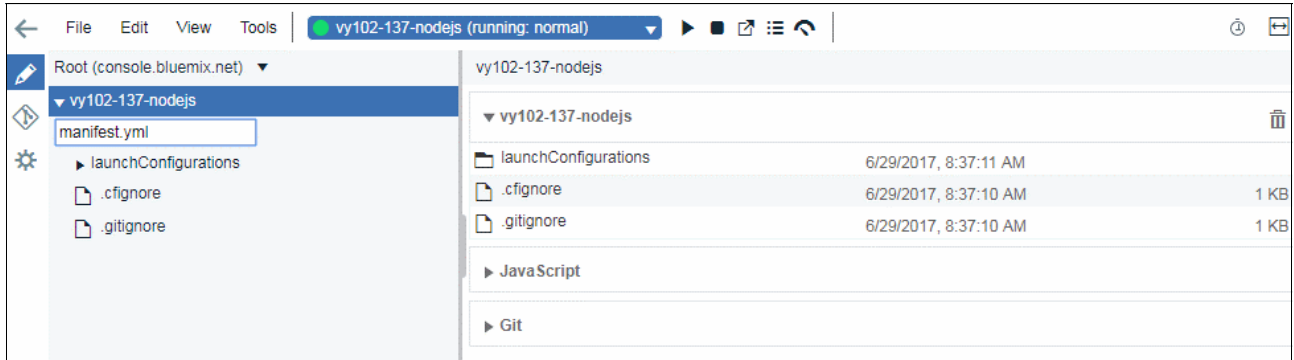 File Edit View Tools vy102-137-nodejs (running: normal)
Root (console.bluemix.net)
vy102-137-nodejs
manifest.yml
launchConfigurations
.cfignore
.gitignore
vy102-137-nodejs
vy102-137-nodejs
launchConfigurations 6/29/2017, 8:37:11 AM
.cfignore 6/29/2017, 8:37:10 AM 1 KB
.gitignore 6/29/2017, 8:37:10 AM 1 KB
JavaScript
Git